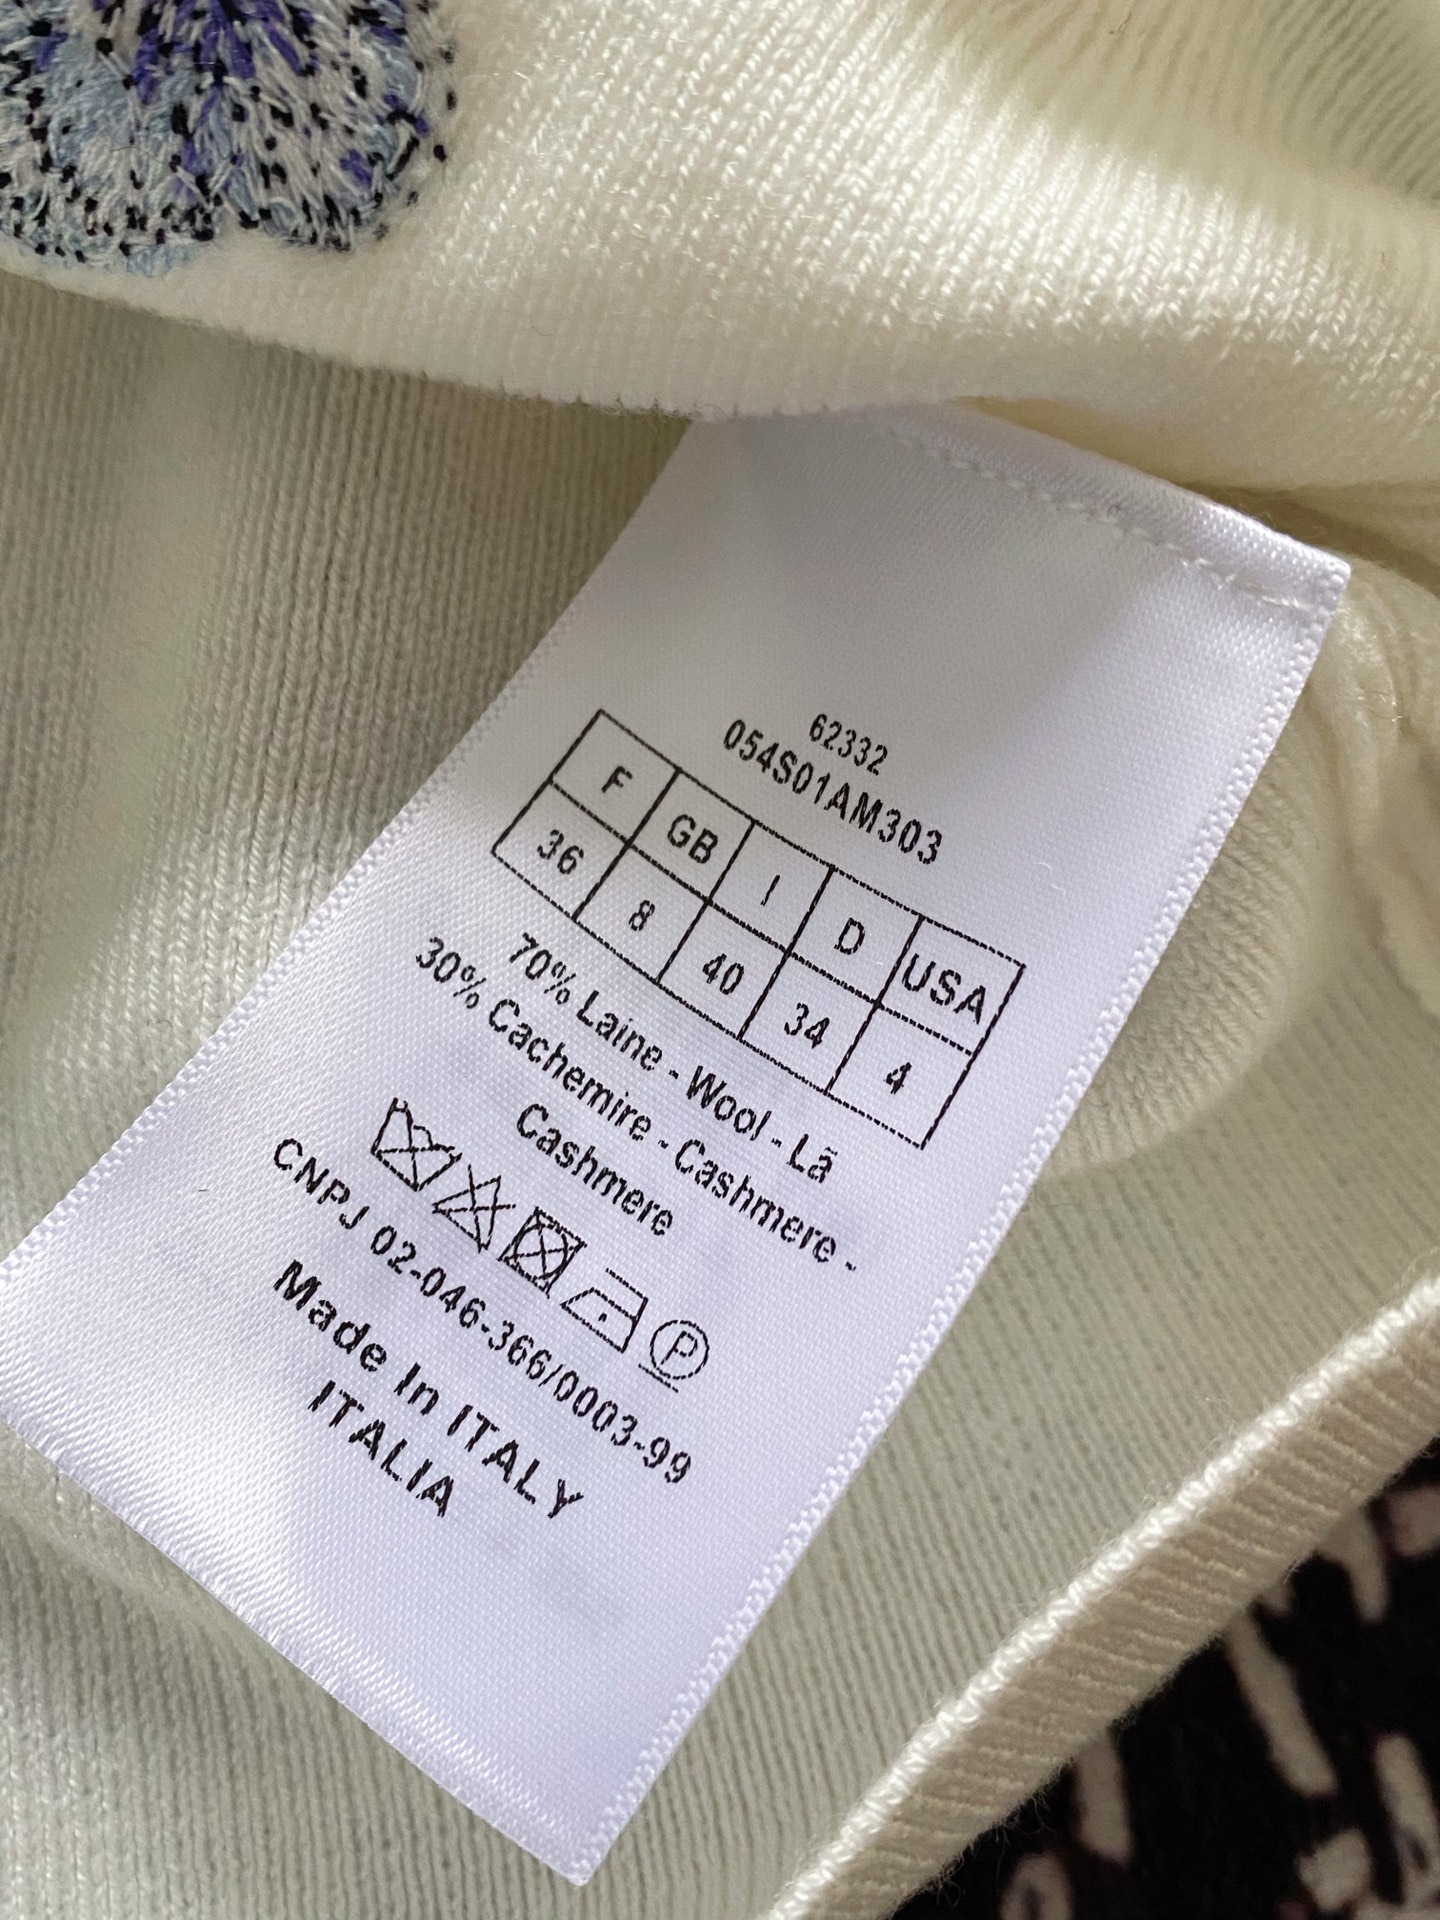 62332
054S01AM303
F GB I D USA
36 8 40 34 4
70% Laine - Wool - Lã
30% Cachemire - Cashmere -
Cashmere
P
CNPJ 02-046-366/0003-99
Made In ITALY
ITALIA